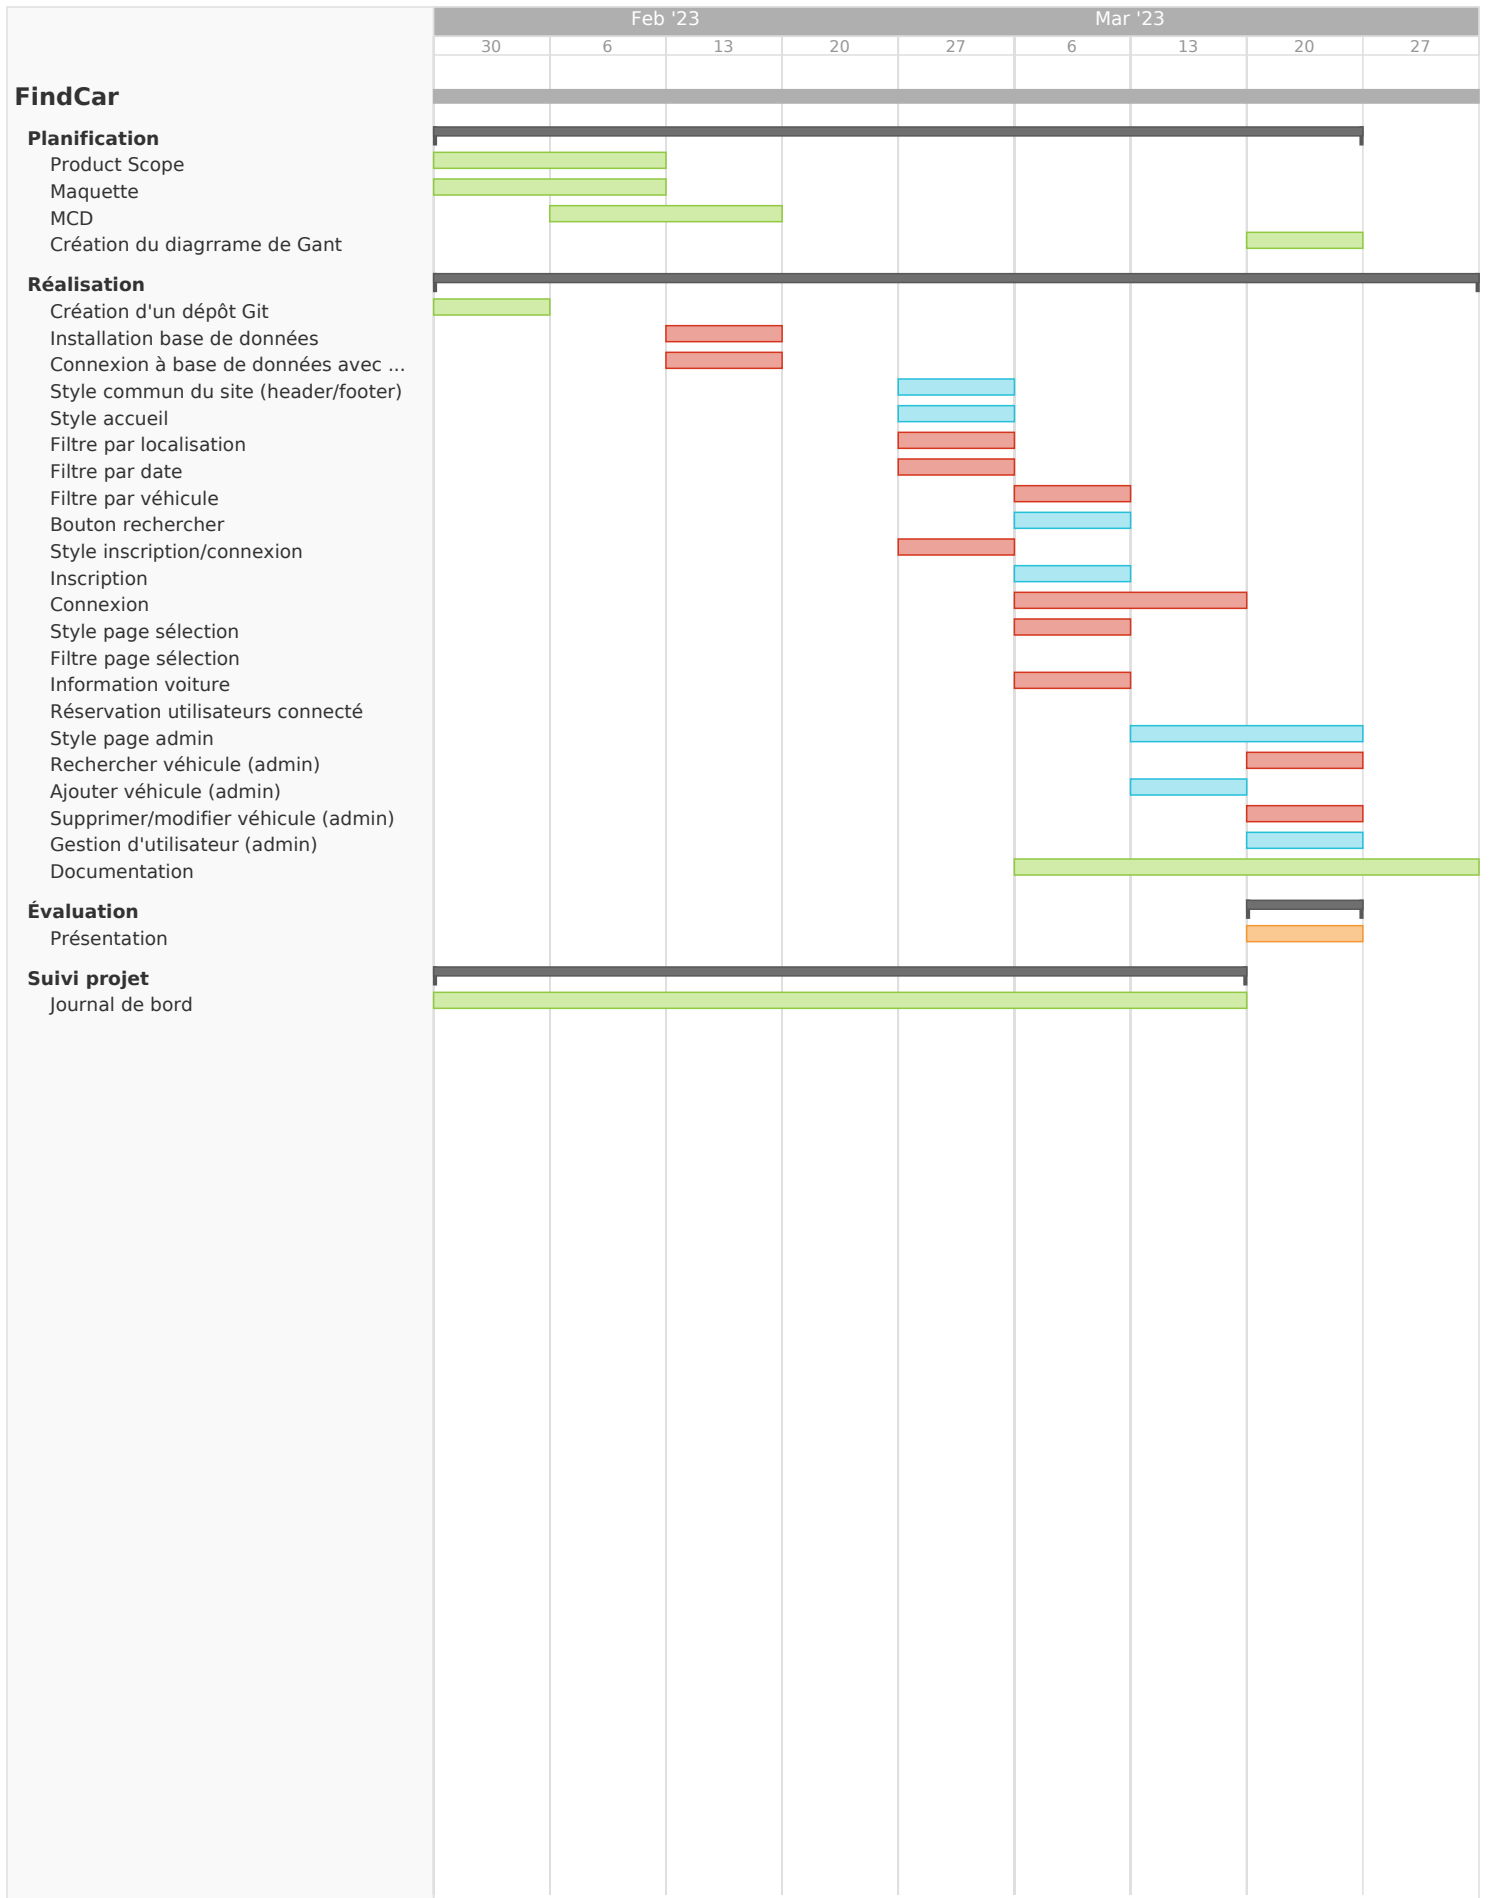 Feb '23 Mar '23
30 6 13 20 27 6 13 20 27
FindCar
Planification
Product Scope
Maquette
MCD
Création du diagrrame de Gant
Réalisation
Création d'un dépôt Git
Installation base de données
Connexion à base de données avec ...
Style commun du site (header/footer)
Style accueil
Filtre par localisation
Filtre par date
Filtre par véhicule
Bouton rechercher
Style inscription/connexion
Inscription
Connexion
Style page sélection
Filtre page sélection
Information voiture
Réservation utilisateurs connecté
Style page admin
Rechercher véhicule (admin)
Ajouter véhicule (admin)
Supprimer/modifier véhicule (admin)
Gestion d'utilisateur (admin)
Documentation
Évaluation
Présentation
Suivi projet
Journal de bord